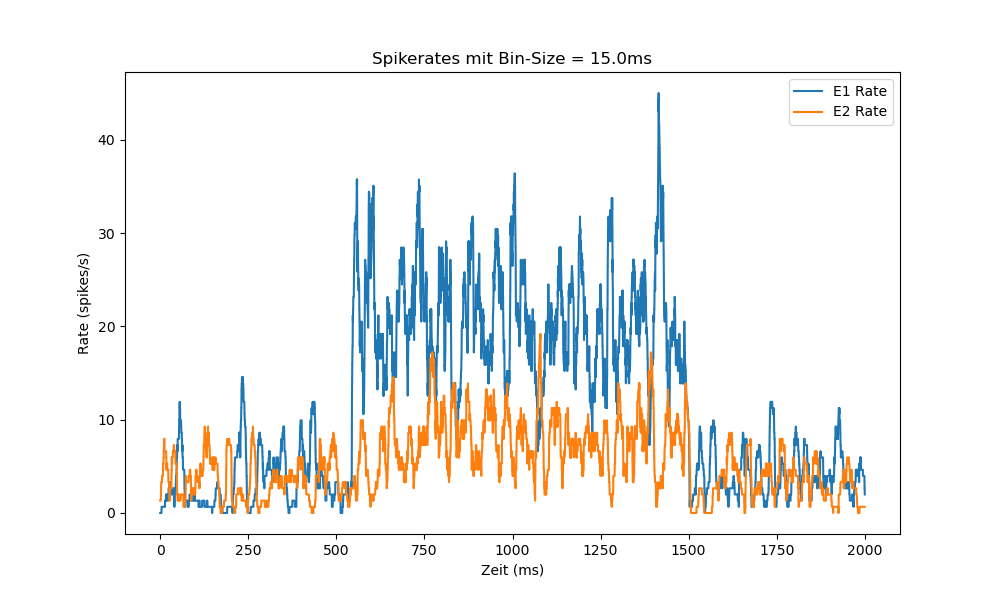 Spikerates mit Bin-Size = 15.0ms
E1 Rate
E2 Rate
Rate (spikes/s)
40
30
20
10
0
0 250 500 750 1000 1250 1500 1750 2000
Zeit (ms)